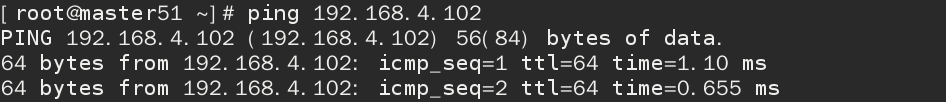 [root@master51 ~]# ping 192.168.4.102
PING 192.168.4.102 (192.168.4.102) 56(84) bytes of data.
64 bytes from 192.168.4.102: icmp_seq=1 ttl=64 time=1.10 ms
64 bytes from 192.168.4.102: icmp_seq=2 ttl=64 time=0.655 ms